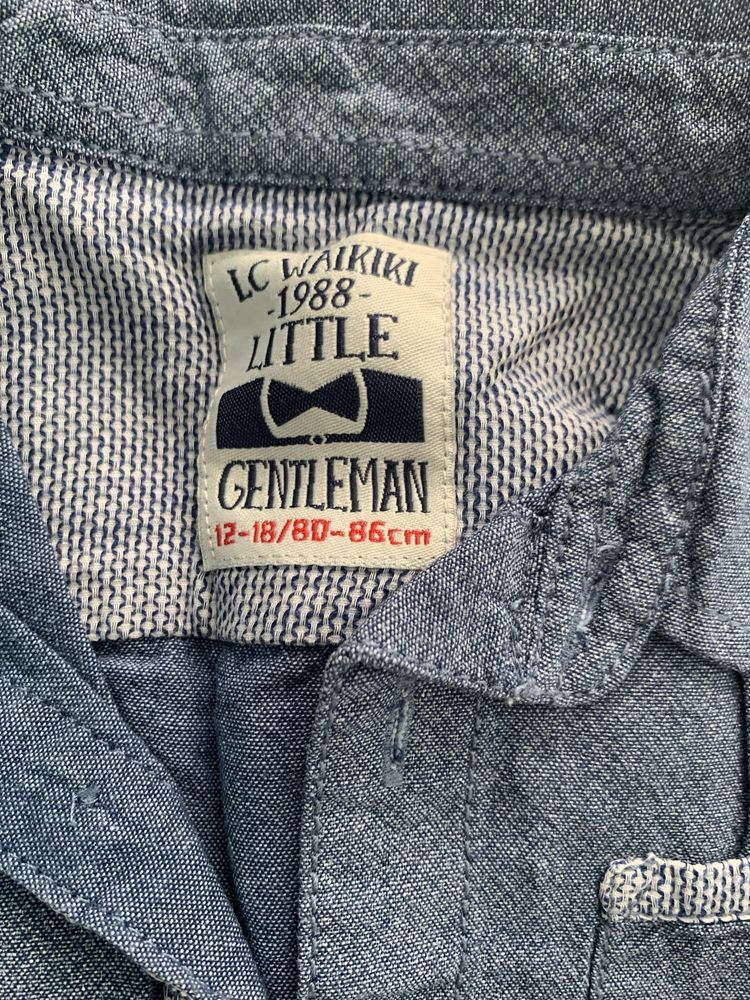 LC WAIKIKI
-1988-
LITTLE
GENTLEMAN
12-18/80-86cm